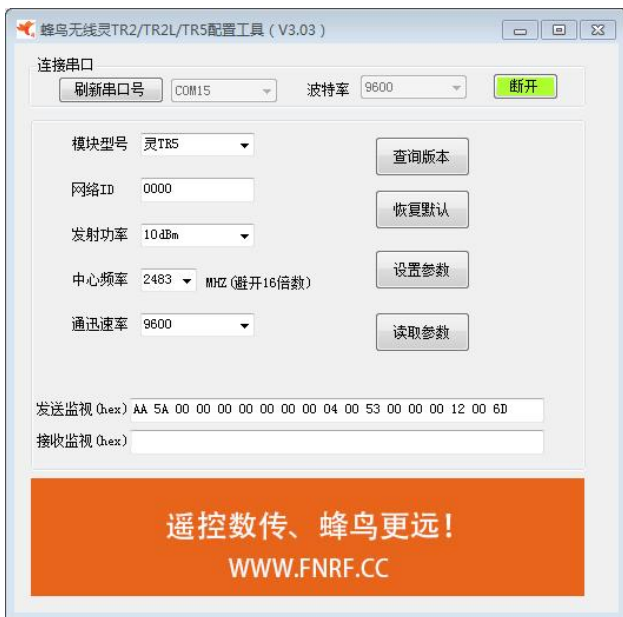 蜂鸟无线灵TR2/TR2L/TR5配置工具 ( V3.03 )
连接串口
刷新串口号 COM15 波特率 9600 断开
模块型号 灵TR5 查询版本
网络ID 0000
恢复默认
发射功率 10dBm
中心频率 2483 MHZ(避开16倍数) 设置参数
通迅速率 9600 读取参数
发送监视(hex) AA 5A 00 00 00 00 00 00 00 04 00 53 00 00 00 12 00 6D
接收监视(hex)
遥控数传、蜂鸟更远!
WWW.FNRF.CC